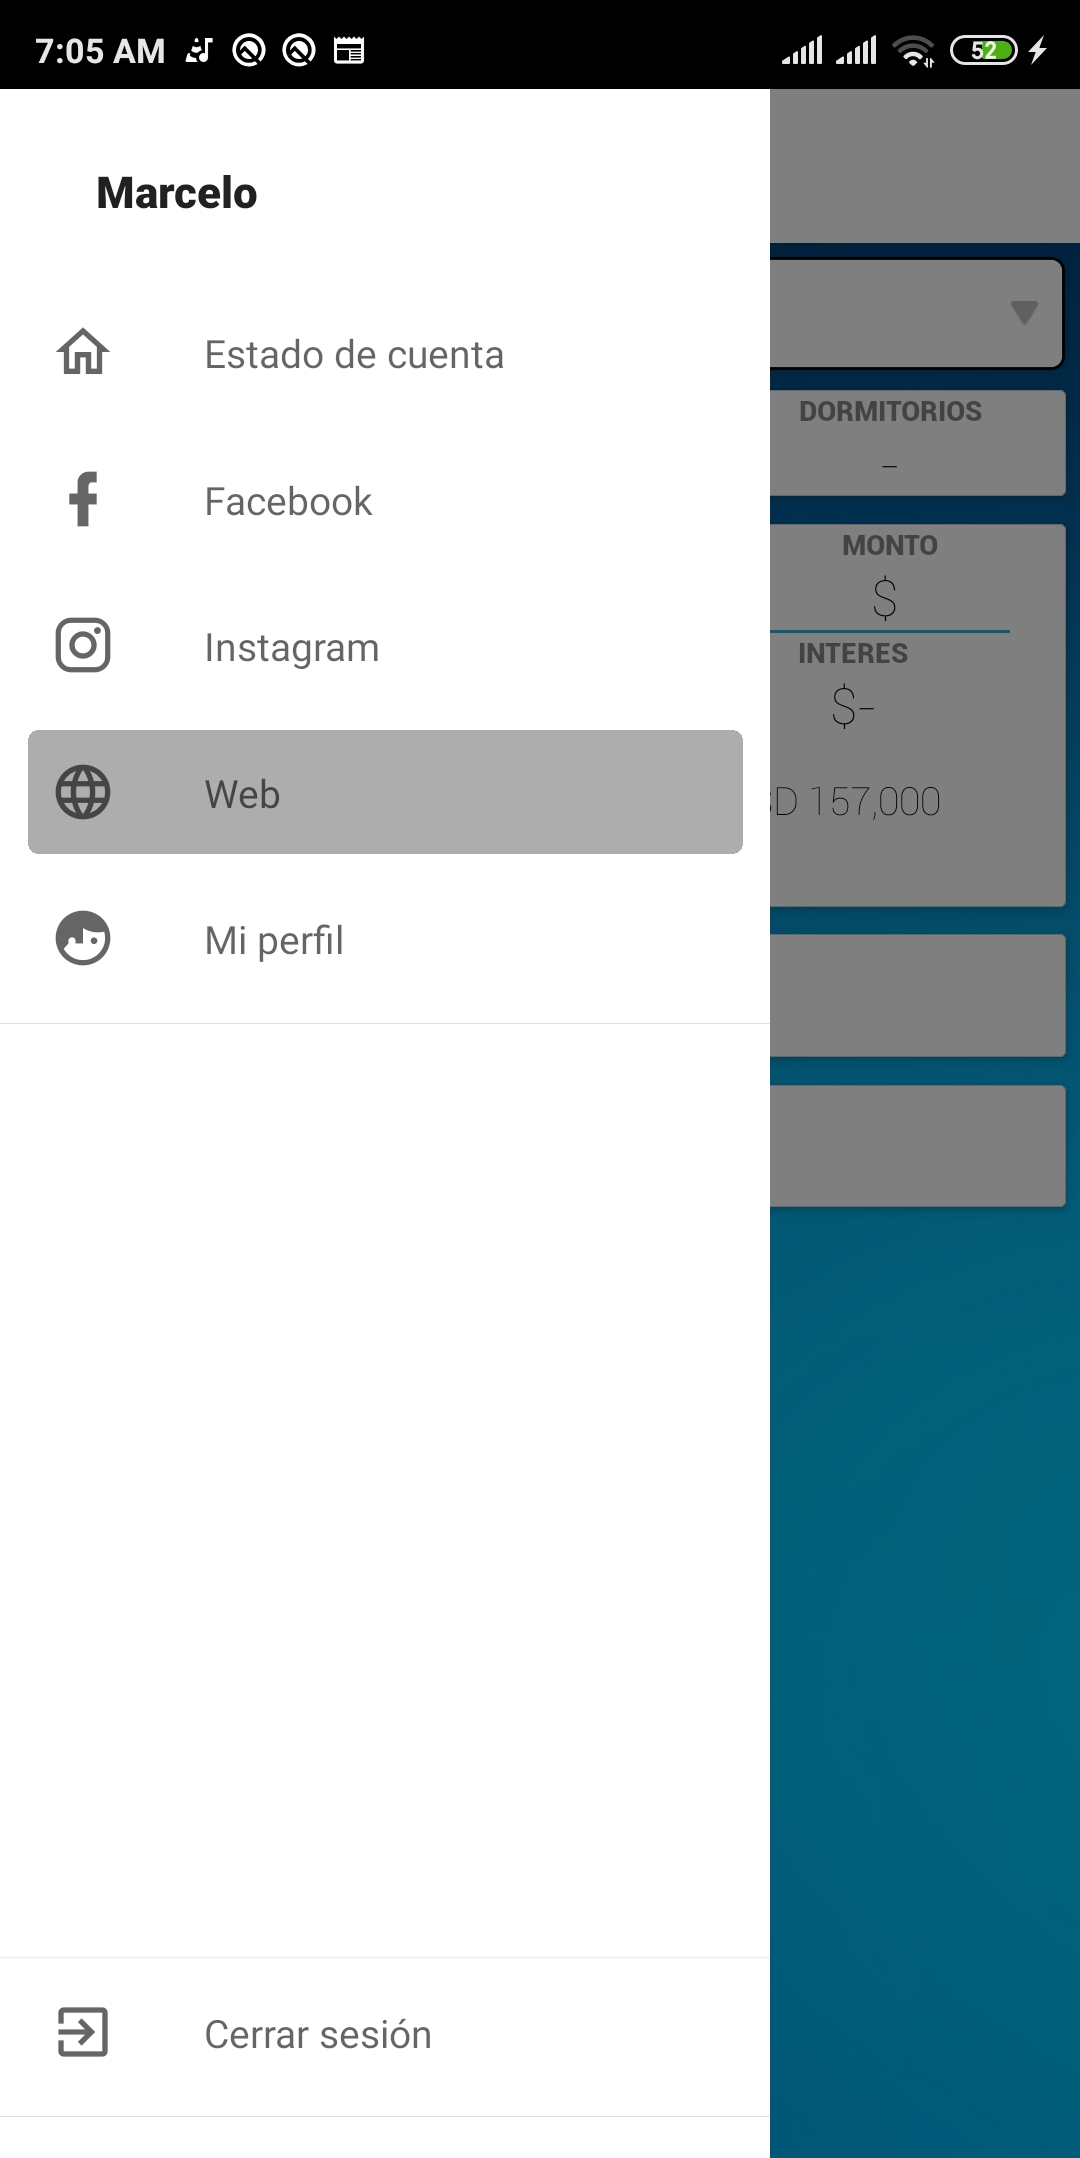 7:05 AM
52
Marcelo
Estado de cuenta
Facebook
Instagram
Web
Mi perfil
Cerrar sesión
DORMITORIOS
-
MONTO
$
INTERES
$-
D 157,000